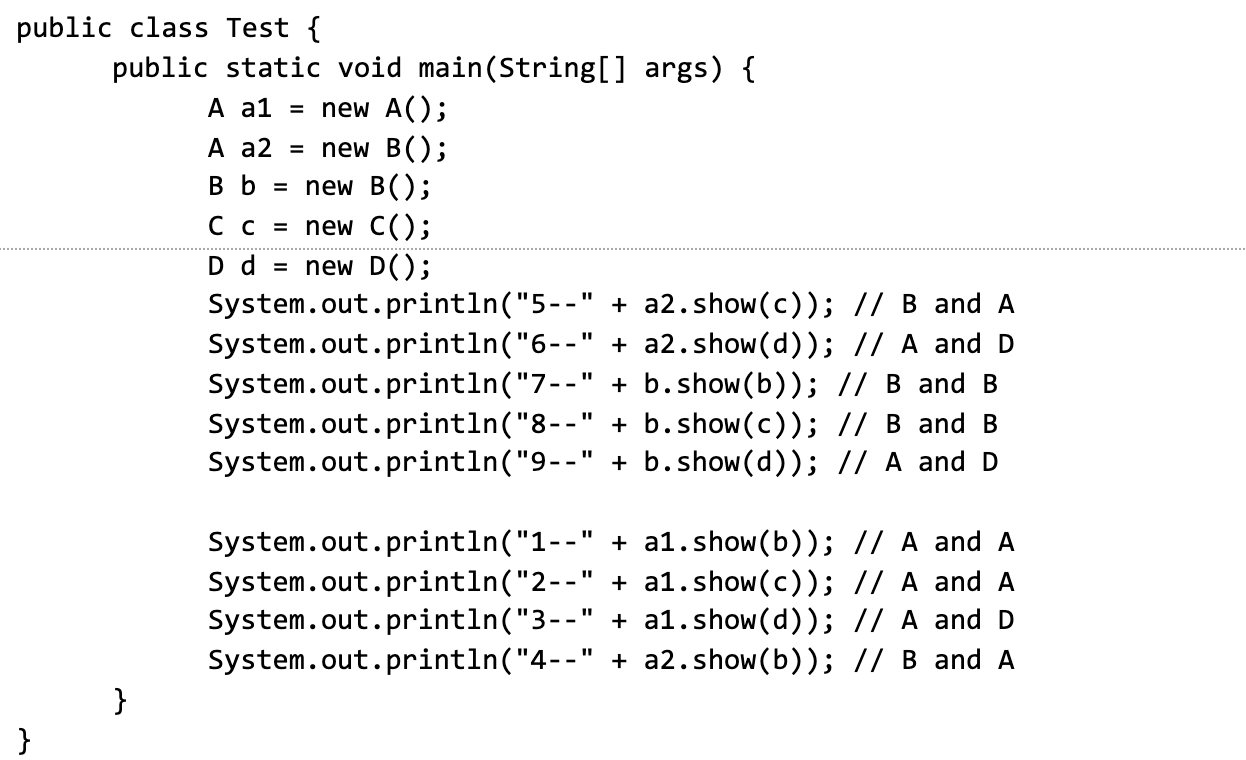 public class Test {
public static void main(String[] args) {
A a1 = new A();
A a2 = new B();
B b = new B();
C c = new C();
D d = new D();
System.out.println("5--" + a2.show(c)); // B and A
System.out.println("6--" + a2.show(d)); // A and D
System.out.println("7--" + b.show(b)); // B and B
System.out.println("8--" + b.show(c)); // B and B
System.out.println("9--" + b.show(d)); // A and D
System.out.println("1--" + a1.show(b)); // A and A
System.out.println("2--" + a1.show(c)); // A and A
System.out.println("3--" + a1.show(d)); // A and D
System.out.println("4--" + a2.show(b)); // B and A
}
}